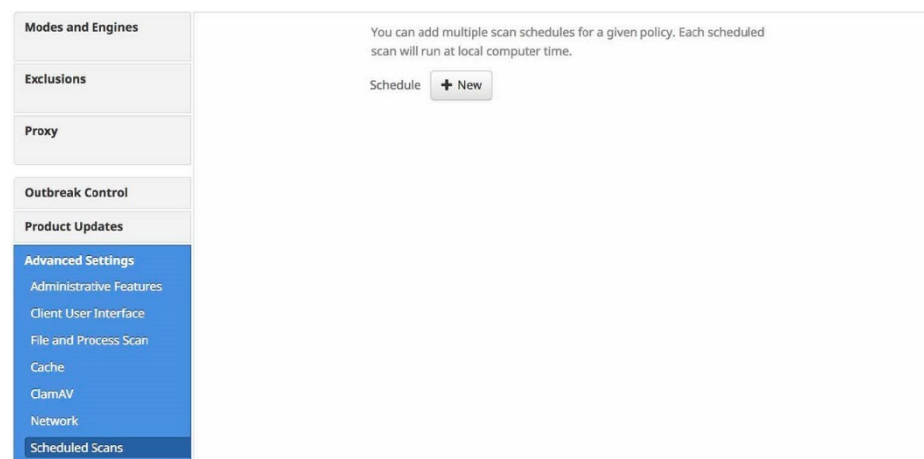 Modes and Engines
Exclusions
Proxy
Outbreak Control
Product Updates
Advanced Settings
Administrative Features
Client User Interface
File and Process Scan
Cache
ClamAV
Network
Scheduled Scans
You can add multiple scan schedules for a given policy. Each scheduled
scan will run at local computer time.
Schedule + New